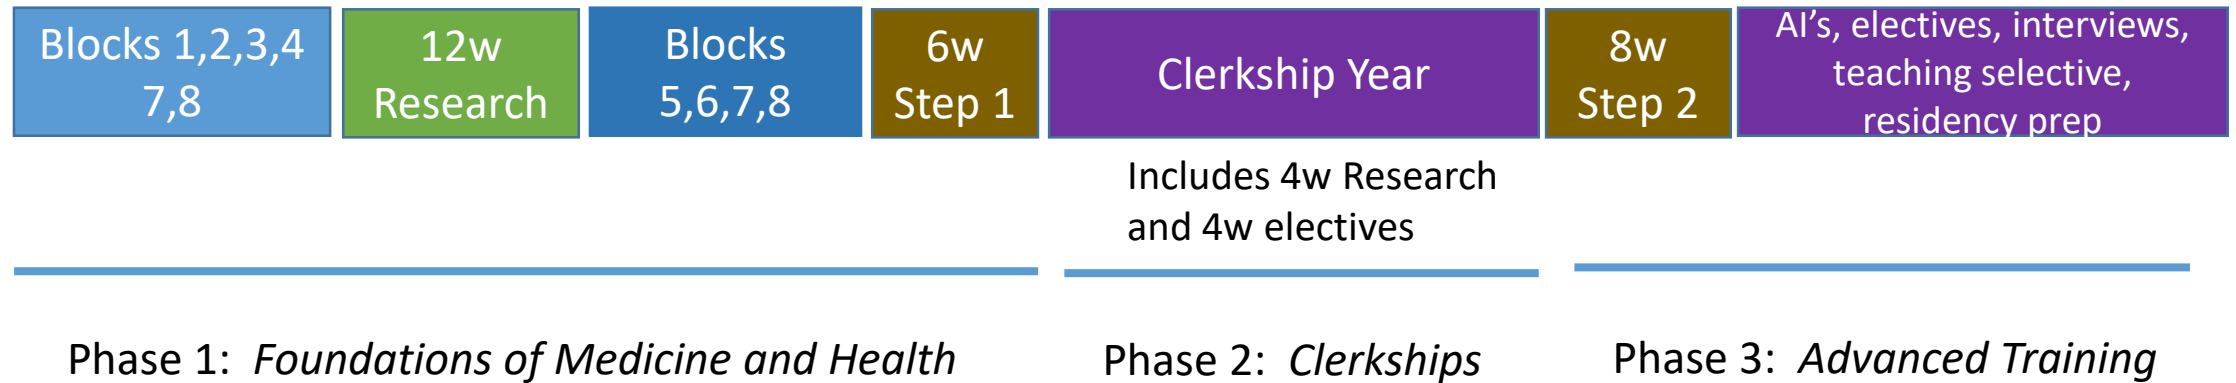 Blocks 1,2,3,4
7,8
12w
Research
Blocks
5,6,7,8
6w
Step 1
Clerkship Year
8w
Step 2
AI’s, electives, interviews,
teaching selective,
residency prep
Includes 4w Research
and 4w electives
Phase 1: Foundations of Medicine and Health
Phase 2: Clerkships
Phase 3: Advanced Training